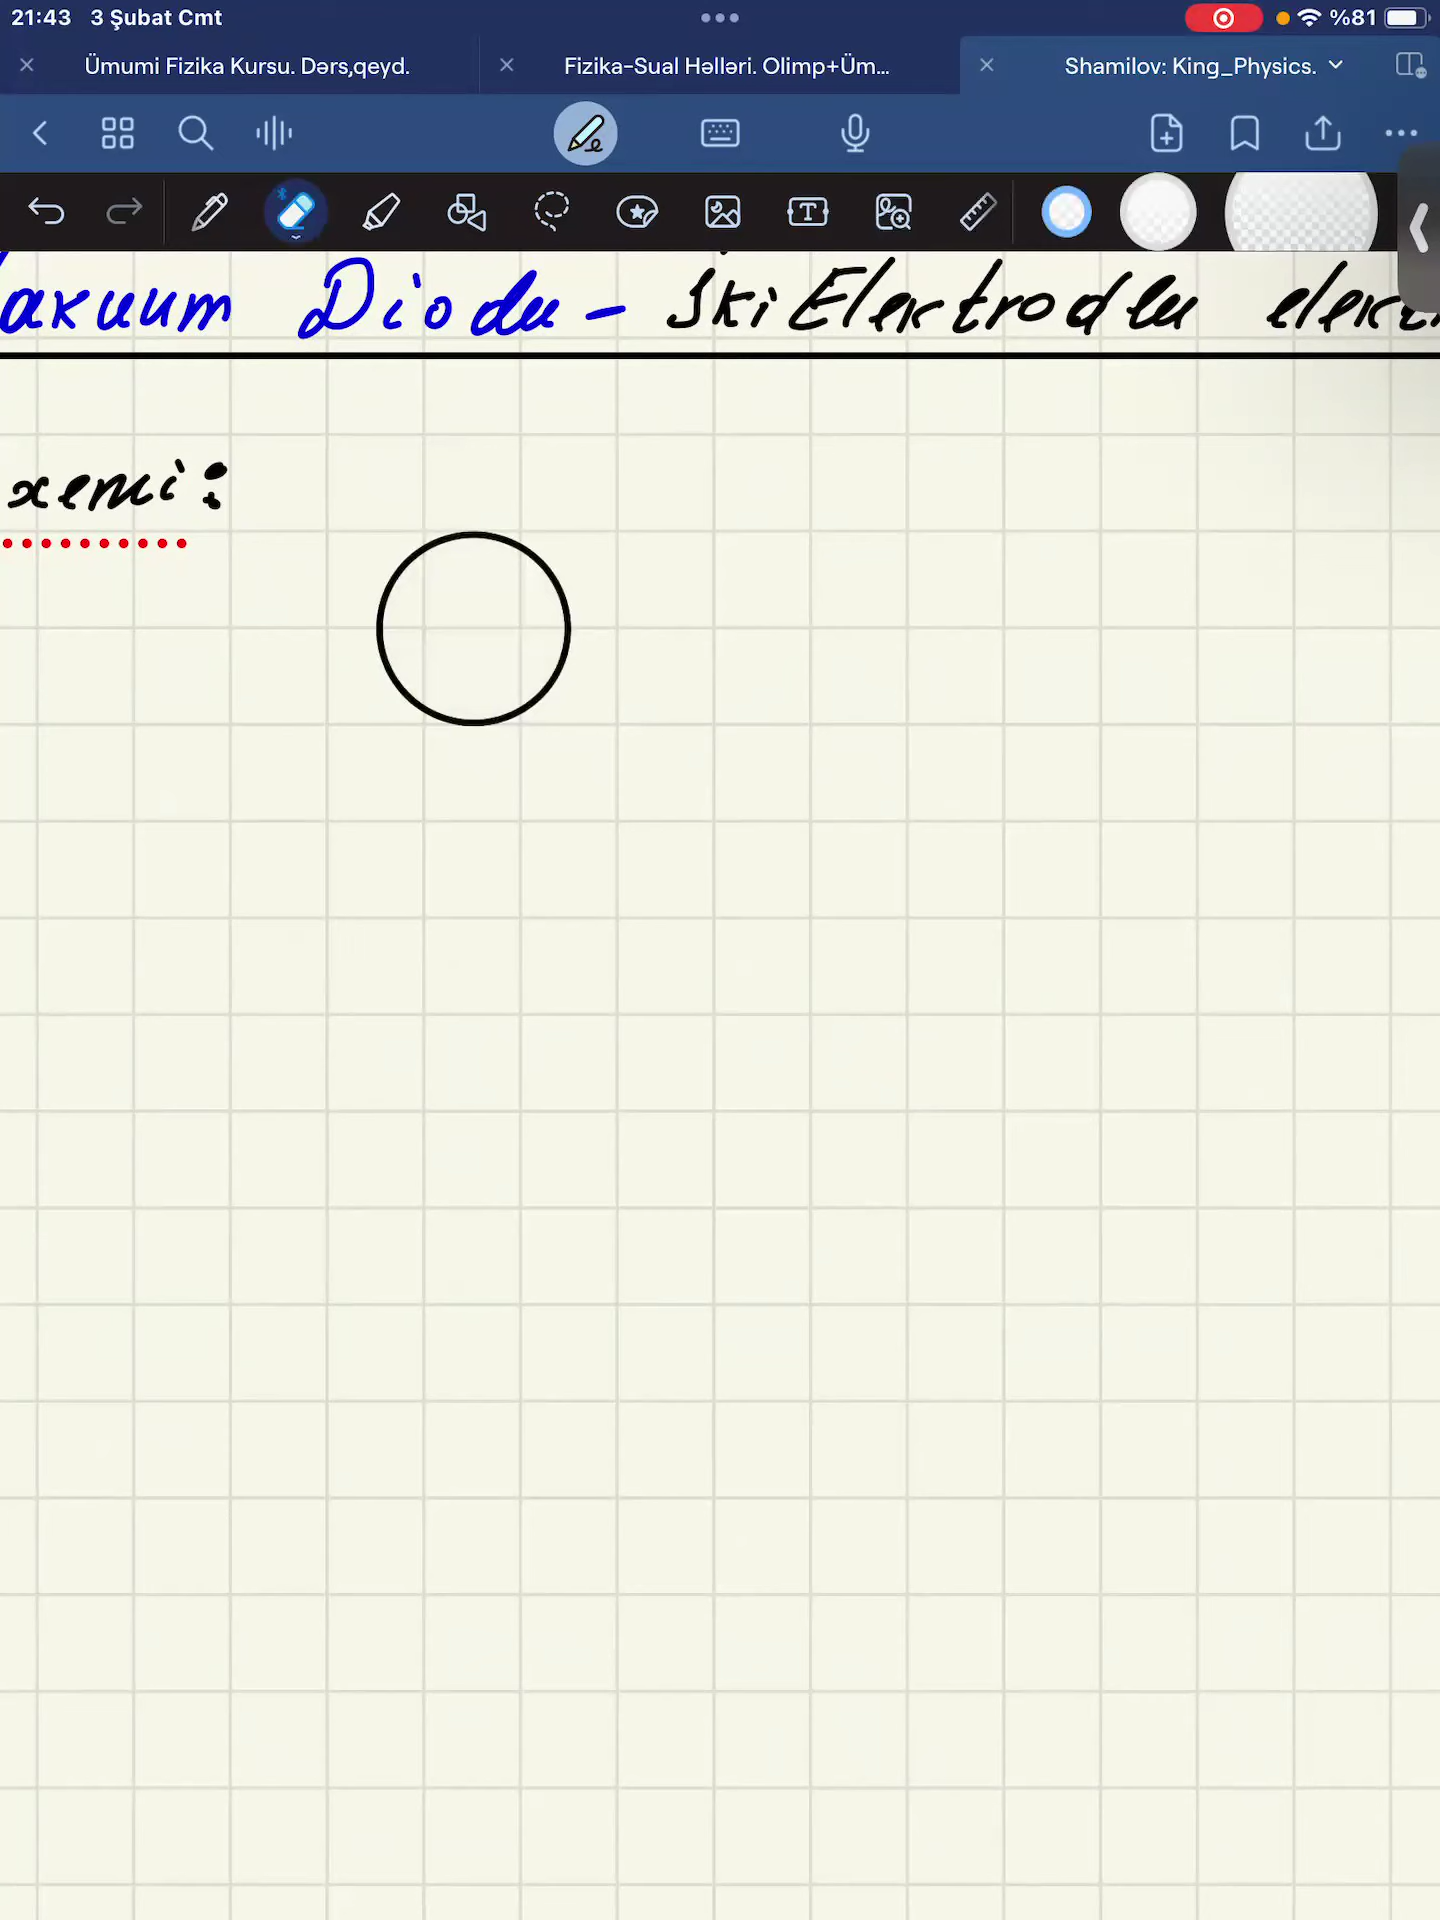 21:43 3 Şubat Cmt %81
Ümumi Fizika Kursu. Dərs,qeyd. Fizika-Sual Həlləri. Olimp+Üm... Shamilov: King_Physics.
akuum Diodu - İki Elektrodlu elekt
xemi: